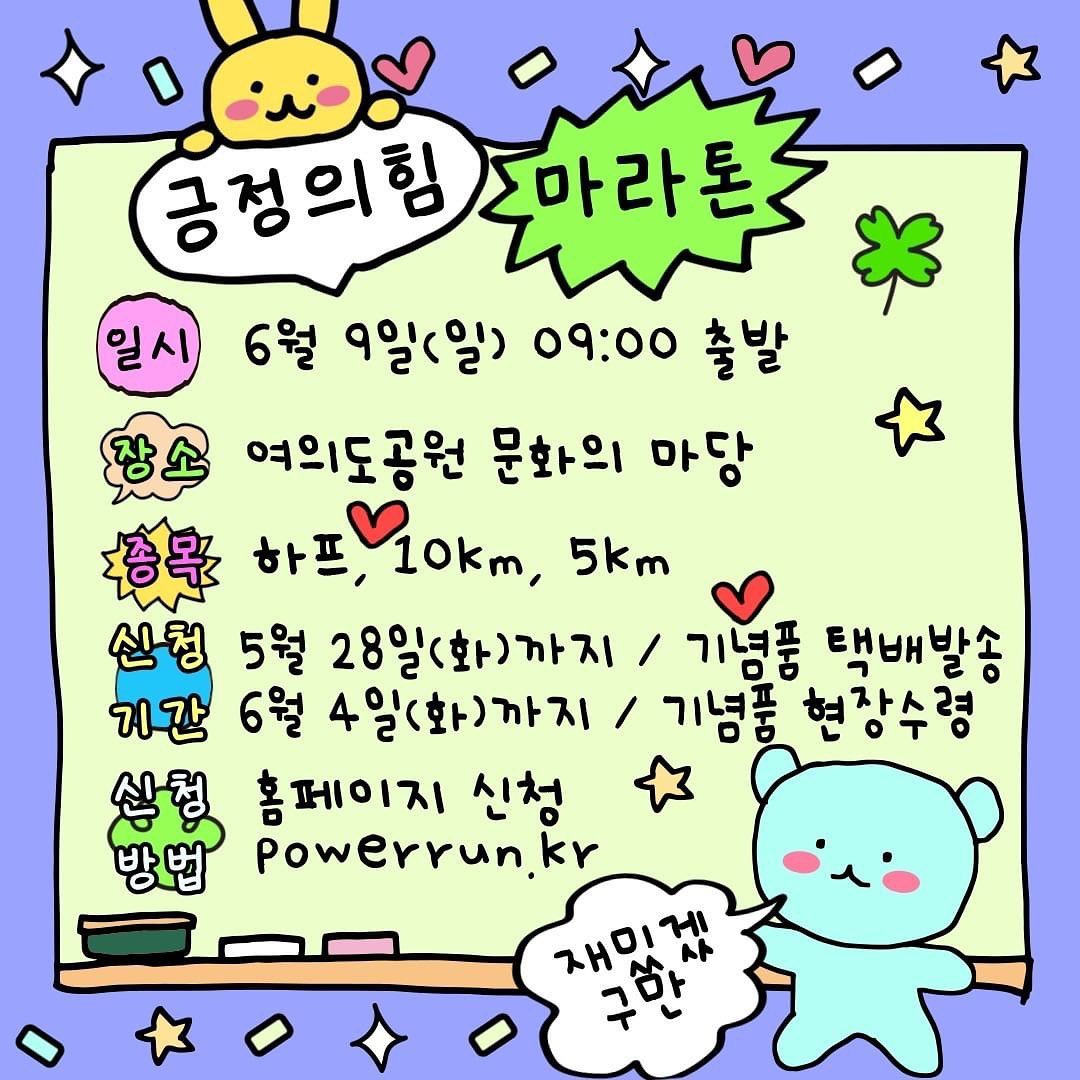 긍정의힘 마라톤
일시 6월 9일(일) 09:00 출발
장소 여의도공원 문화의 마당
종목 하프, 10km, 5km
신청 5월 28일(화)까지 / 기념품 택배발송
기간 6월 4일(화)까지 / 기념품 현장수령
신청 홈페이지 신청
방법 powerrun.kr
재밌겠
구만